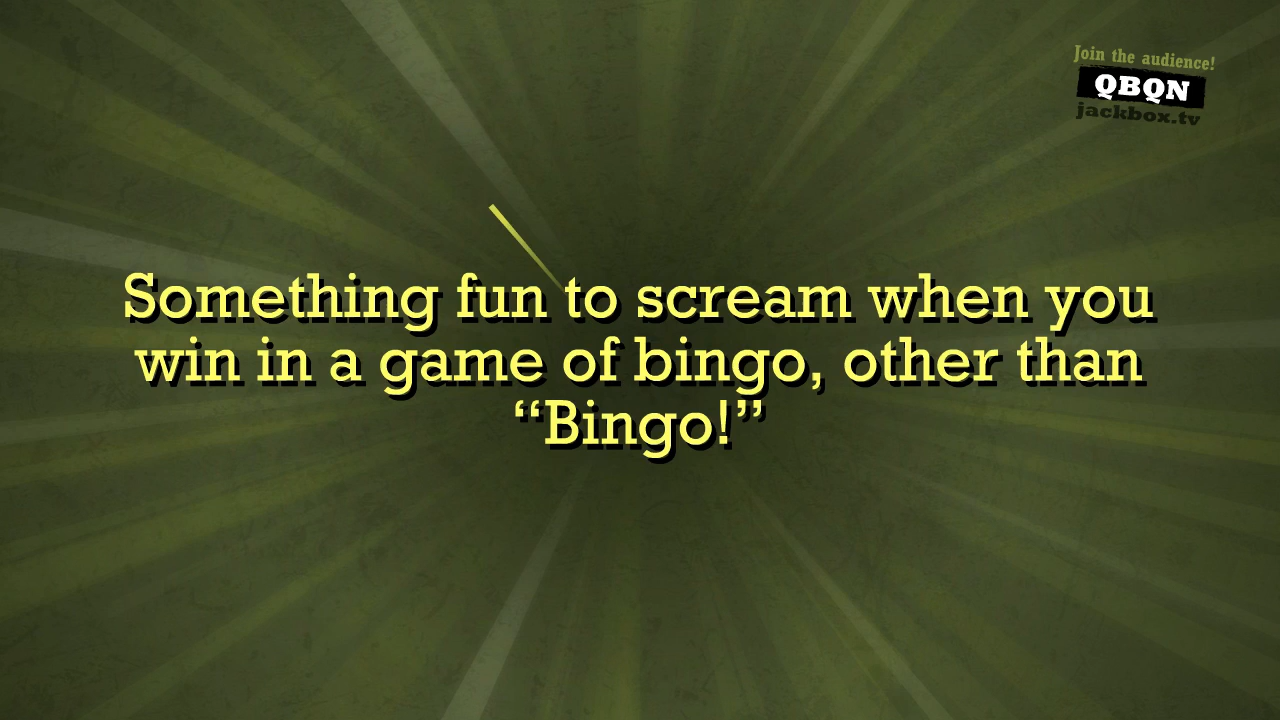 Join the audience!
QBQN
jackbox.tv
Something fun to scream when you
win in a game of bingo, other than
“Bingo!”